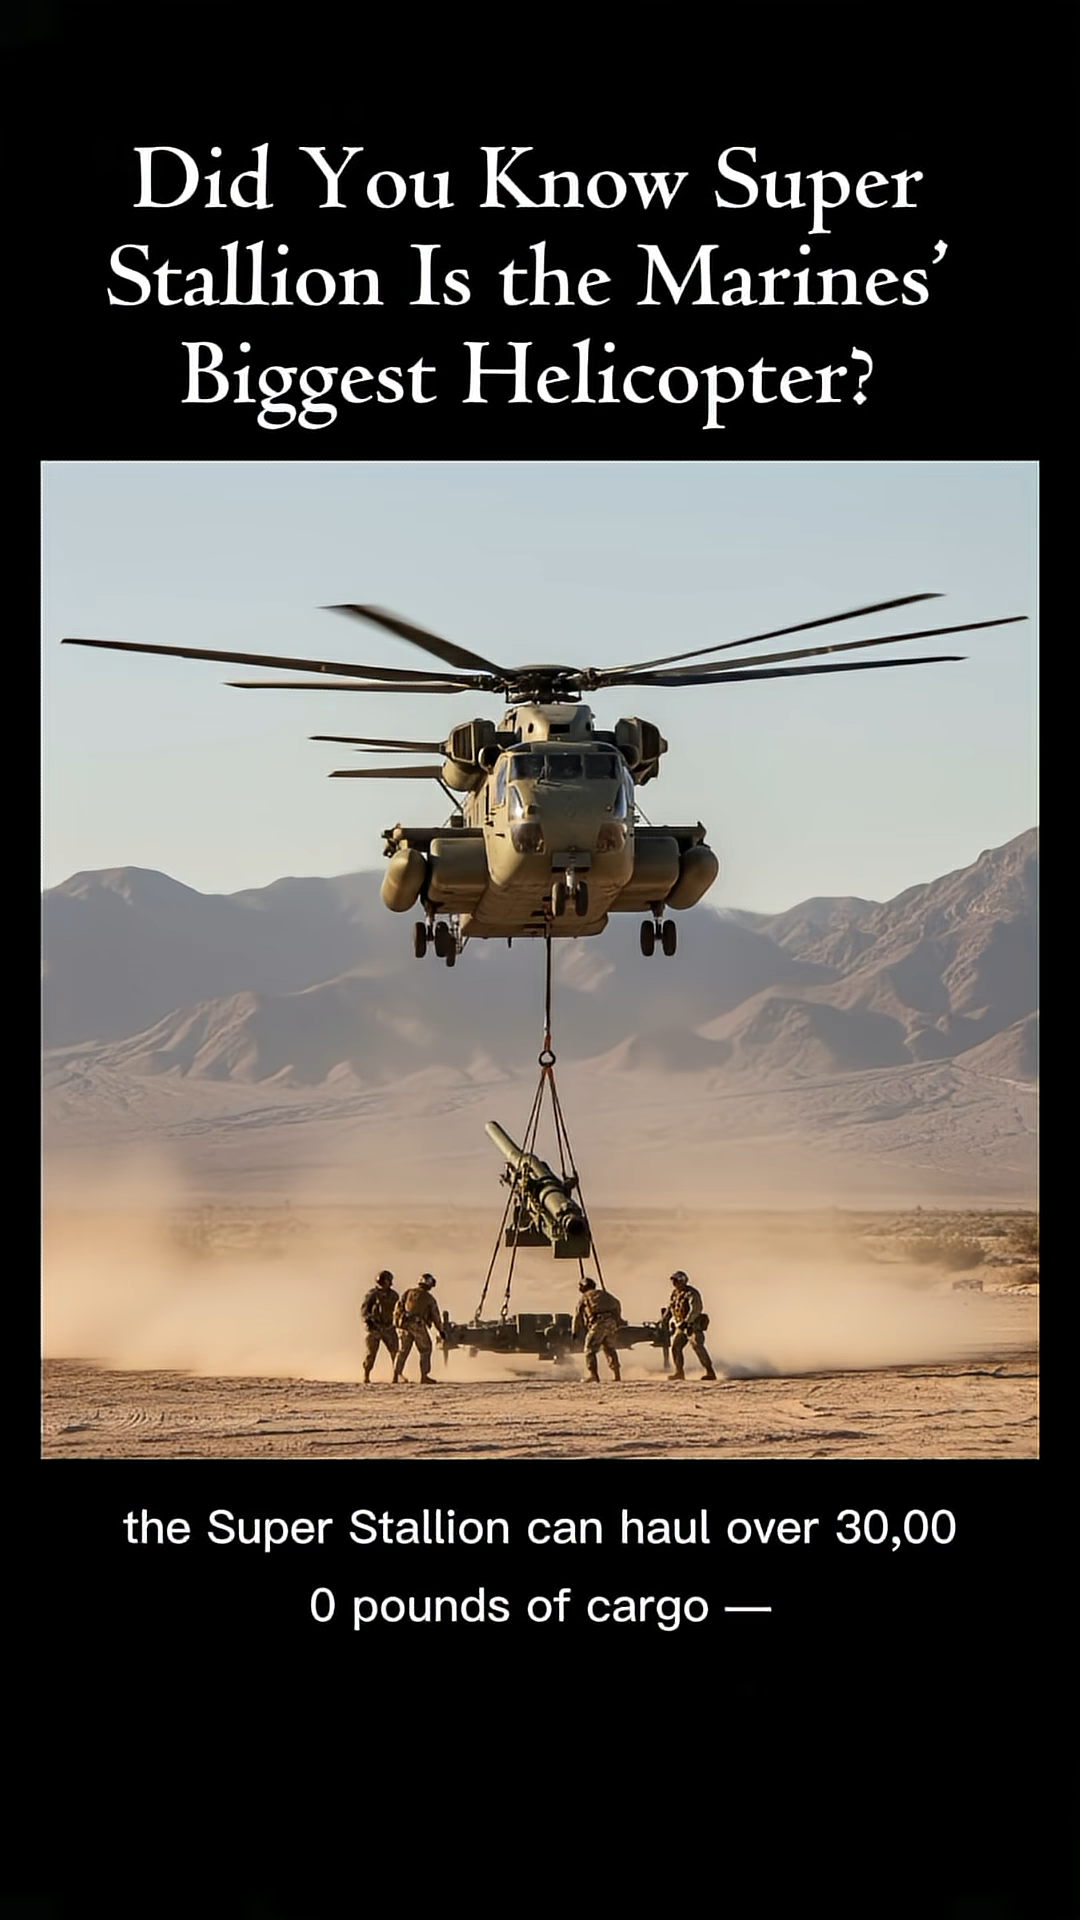 Did You Know Super
Stallion Is the Marines’
Biggest Helicopter?
the Super Stallion can haul over 30,00
0 pounds of cargo —